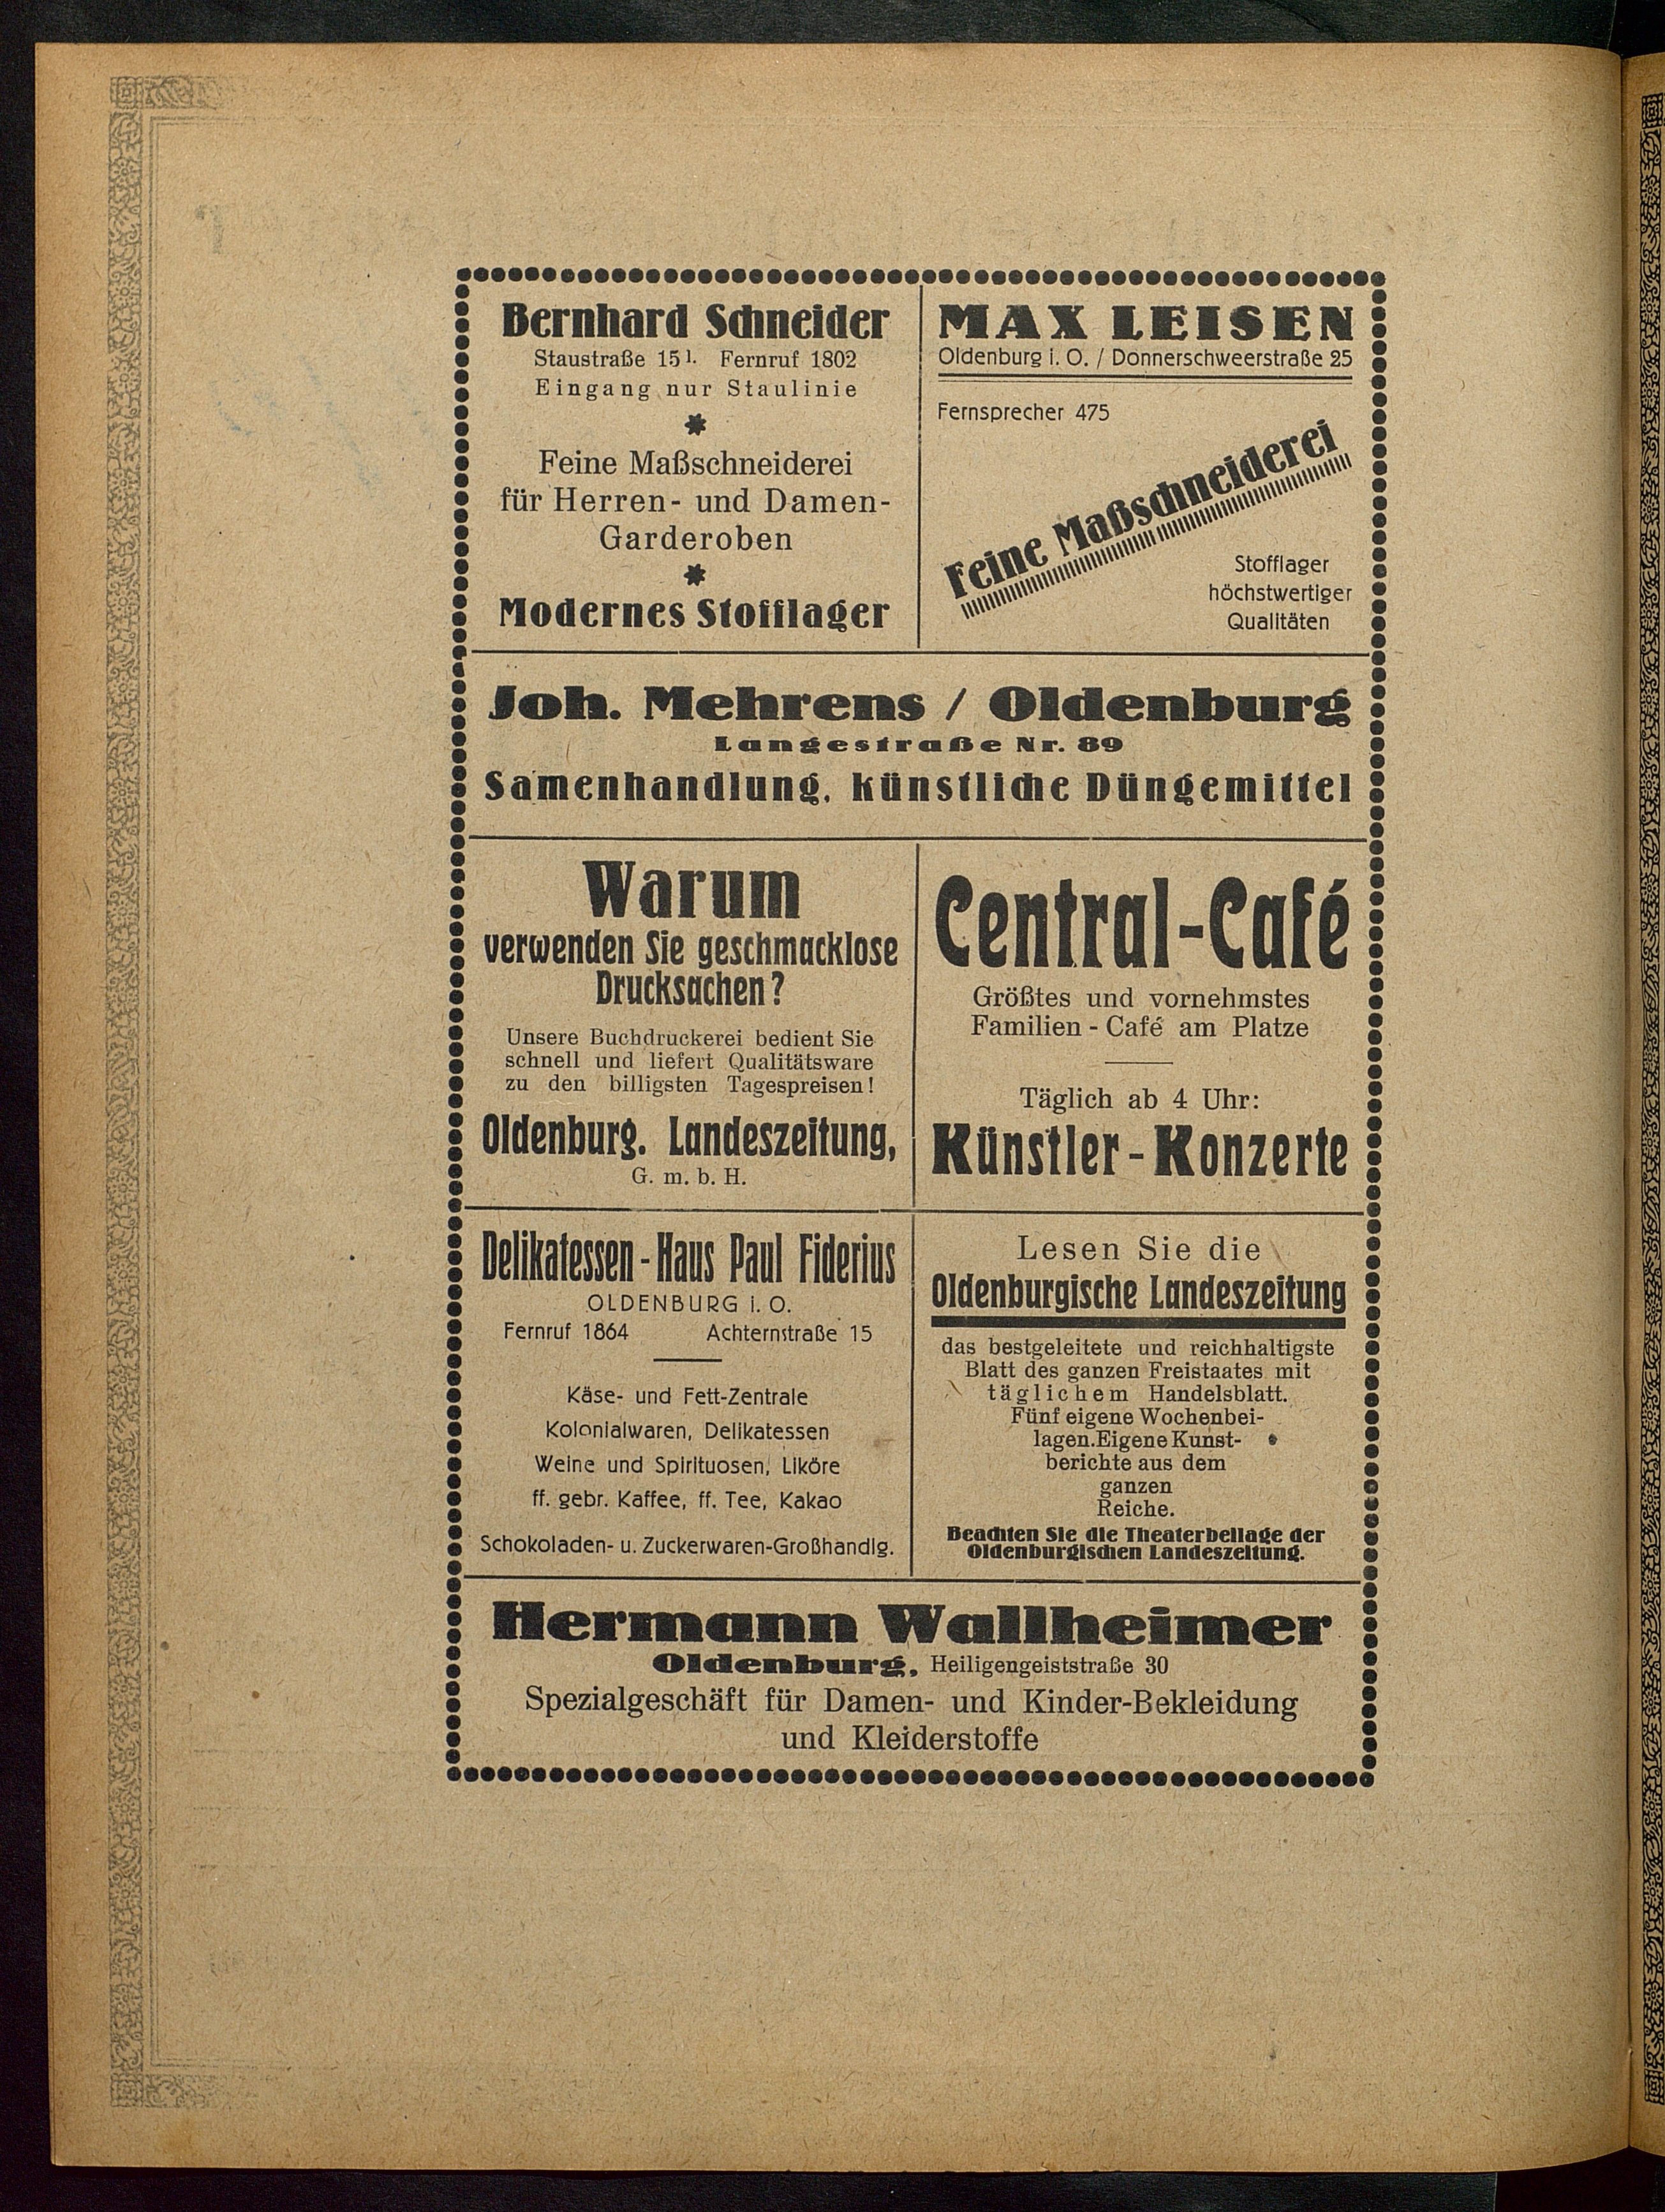 Bernhard Schneider
Staustraße 15 I. Fernruf 1802
Eingang nur Staulinie
Feine Maßschneiderei
für Herren- und Damen-
Garderoben
Modernes Stofflager
MAX LEISEN
Oldenburg i. O. / Donnerschweerstraße 25
Fernsprecher 475
Feine Maßschneiderei
Stofflager
höchstwertiger
Qualitäten
Joh. Mehrens / Oldenburg
Langestraße Nr. 89
Samenhandlung, künstliche Düngemittel
Warum
verwenden Sie geschmacklose
Drucksachen?
Unsere Buchdruckerei bedient Sie
schnell und liefert Qualitätsware
zu den billigsten Tagespreisen!
Oldenburg. Landeszeitung,
G. m. b. H.
Central-Café
Größtes und vornehmstes
Familien-Café am Platze
Täglich ab 4 Uhr:
Künstler-Konzerte
Delikatessen-Haus Paul Fiderius
OLDENBURG i. O.
Fernruf 1864 Achternstraße 15
Käse- und Fett-Zentrale
Kolonialwaren, Delikatessen
Weine und Spirituosen, Liköre
ff. gebr. Kaffee, ff. Tee, Kakao
Schokoladen- u. Zuckerwaren-Großhandlg.
Lesen Sie die
Oldenburgische Landeszeitung
das bestgeleitete und reichhaltigste
Blatt des ganzen Freistaates mit
täglichem Handelsblatt.
Fünf eigene Wochenbei-
lagen. Eigene Kunst-
berichte aus dem
ganzen
Reiche.
Beachten Sie die Theaterbeilage der
Oldenburgischen Landeszeitung.
Hermann Wallheimer
Oldenburg, Heiligengeiststraße 30
Spezialgeschäft für Damen- und Kinder-Bekleidung
und Kleiderstoffe